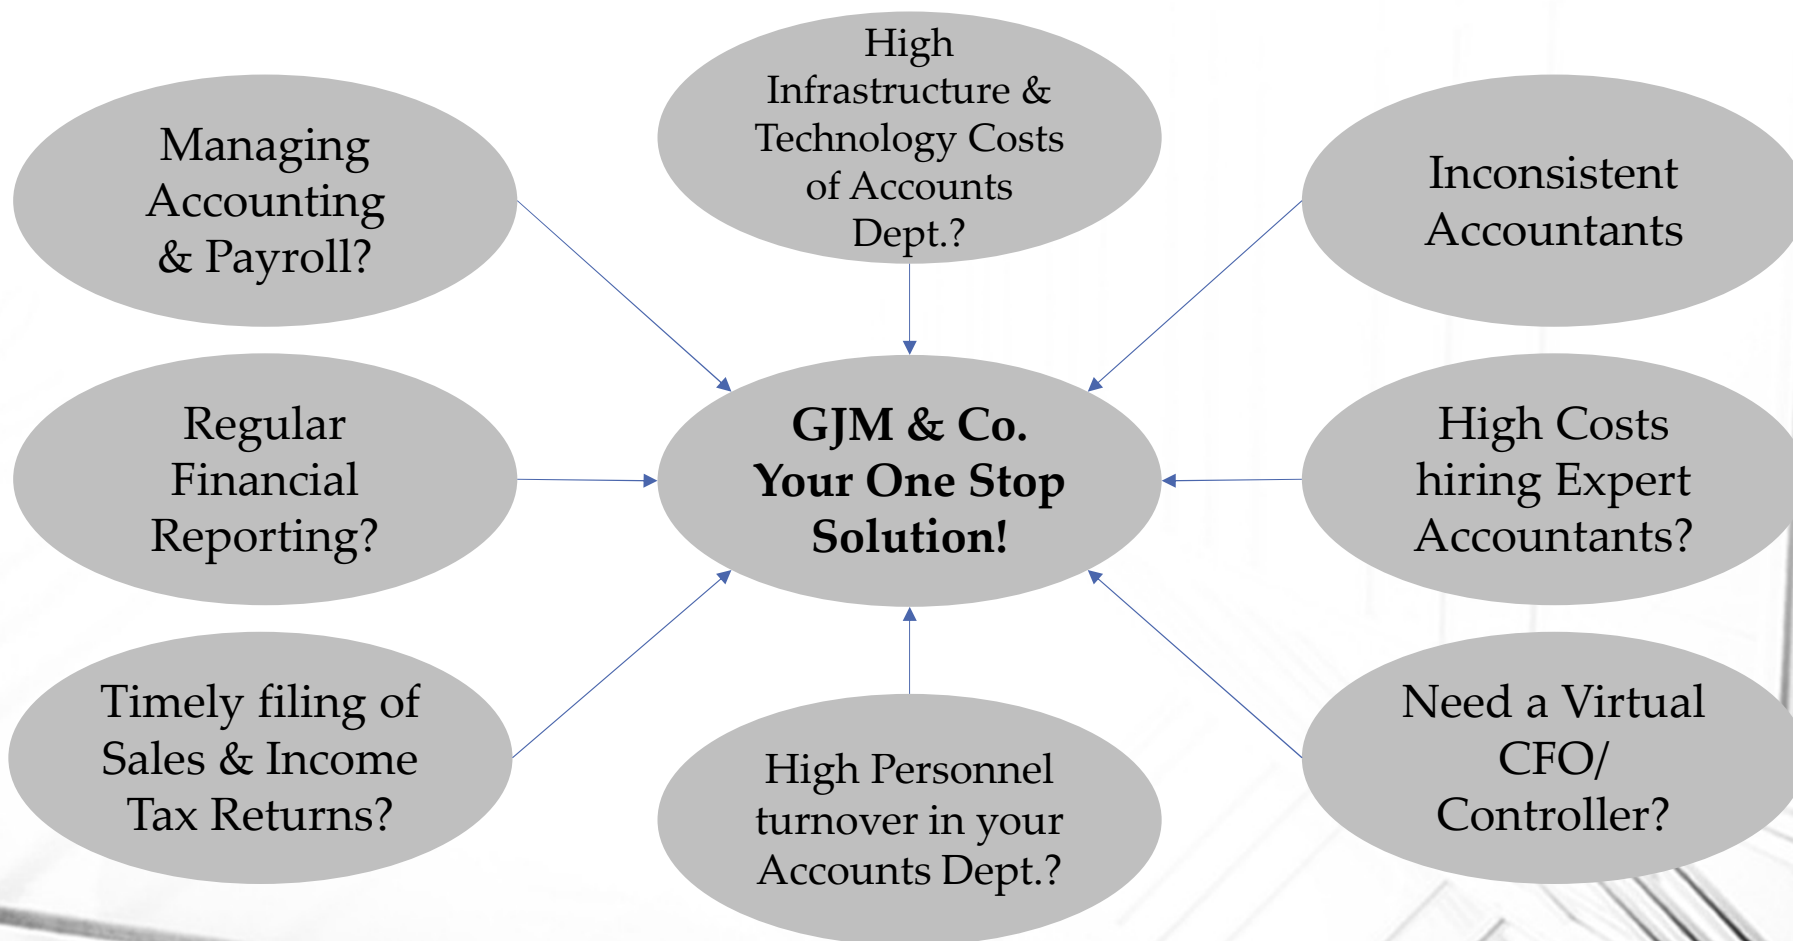 High
Infrastructure &
Technology Costs
of Accounts
Dept.?
Managing
Accounting
& Payroll?
Inconsistent
Accountants
Regular
Financial
Reporting?
GJM & Co.
Your One Stop
Solution!
High Costs
hiring Expert
Accountants?
Timely filing of
Sales & Income
Tax Returns?
High Personnel
turnover in your
Accounts Dept.?
Need a Virtual
CFO/
Controller?